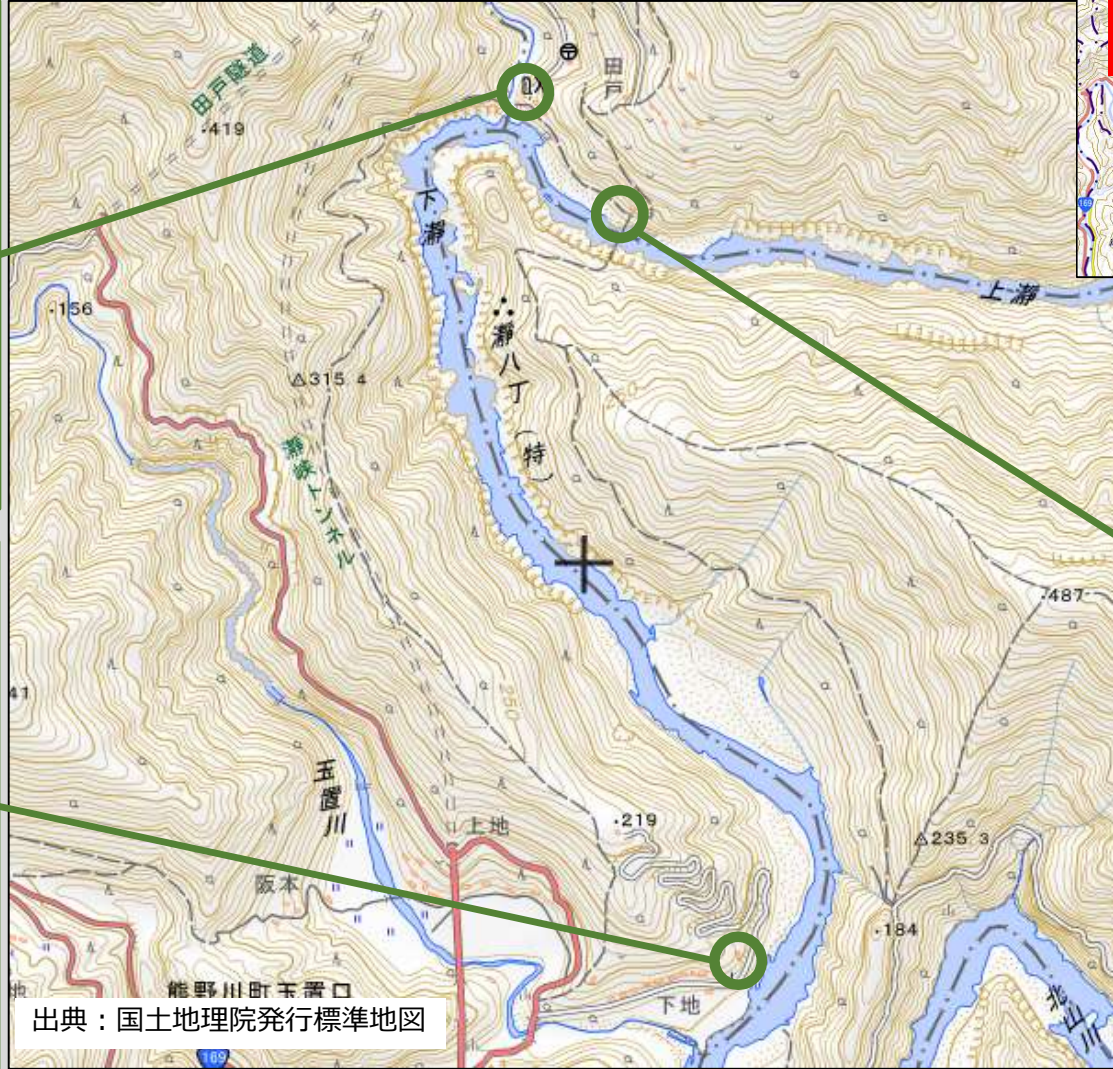 田戸隧道
田戸
・419
下瀞
上瀞
169
・156
瀞八丁
(特)
△315.4
瀞峡トンネル
・487
41
250
玉置川
・219
上地
△235.3
阪本
・184
熊野川町玉置口
下地
北山川
出典：国土地理院発行標準地図
169